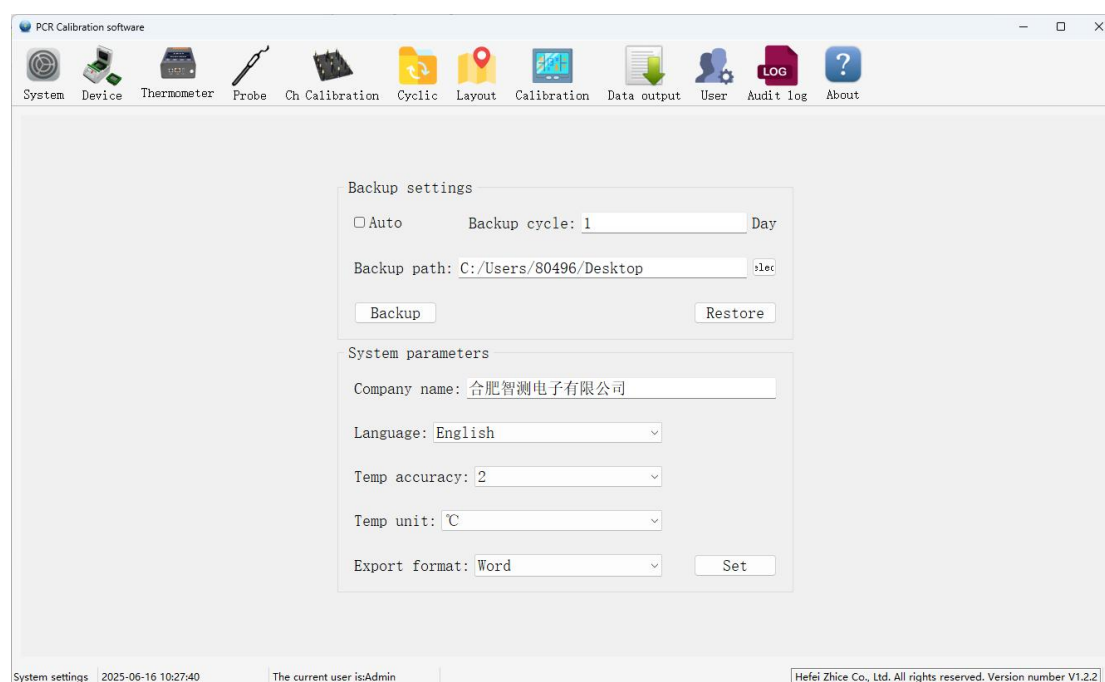 PCR Calibration software
System Device Thermometer Probe Ch Calibration Cyclic Layout Calibration Data output User Audit log About
LOG
?
Backup settings
Auto Backup cycle: 1 Day
Backup path: C:/Users/80496/Desktop
Backup Restore
System parameters
Company name: 合肥智测电子有限公司
Language: English
Temp accuracy: 2
Temp unit: ℃
Export format: Word Set
System settings 2025-06-16 10:27:40 The current user is:Admin Hefei Zhice Co., Ltd. All rights reserved. Version number V1.2.2